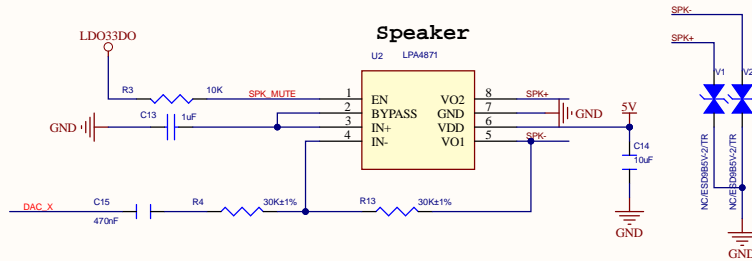 Speaker
LDO33DO
U2 LPA4871
R3 10K SPK_MUTE
1 EN VO2 8 SPK+
2 BYPASS GND 7 GND
3 IN+ VDD 6 5V
4 IN- VO1 5 SPK-
GND C13 1uF
C14
10uF
GND
DAC_X C15 470nF R4 30K±1% R13 30K±1%
SPK-
SPK+
V1 V2
NC/ESD9B5V-2/TR
NC/ESD9B5V-2/TR
GND